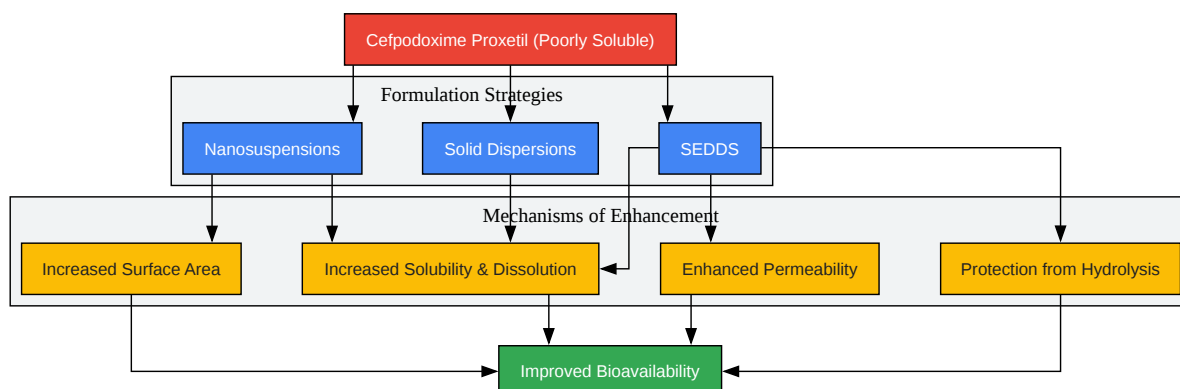 Cefpodoxime Proxetil (Poorly Soluble)
Formulation Strategies
Nanosuspensions
Solid Dispersions
SEDDS
Mechanisms of Enhancement
Increased Surface Area
Increased Solubility & Dissolution
Enhanced Permeability
Protection from Hydrolysis
Improved Bioavailability